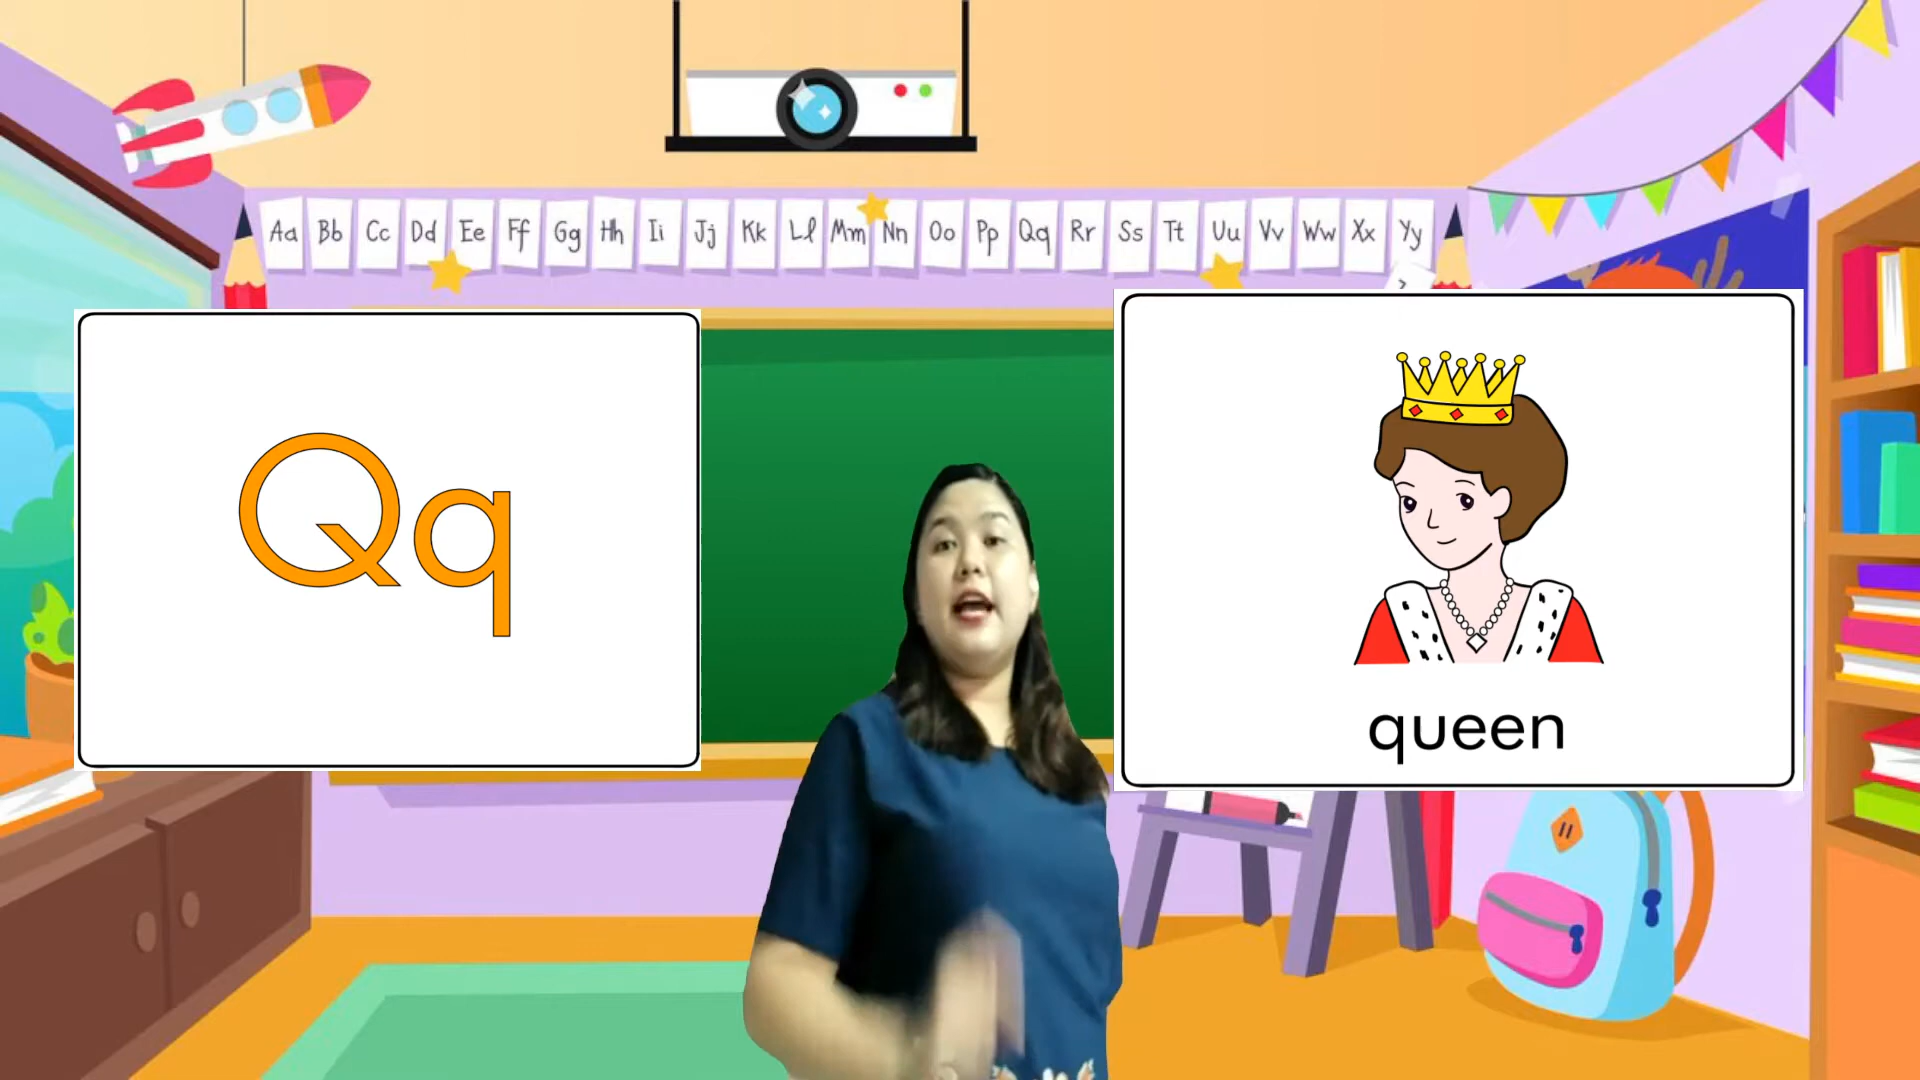 Aa Bb Cc Dd Ee Ff Gg Hh Ii Jj Kk Ll Mm Nn Oo Pp Qq Rr Ss Tt Uu Vv Ww Xx Yy
Qq
queen